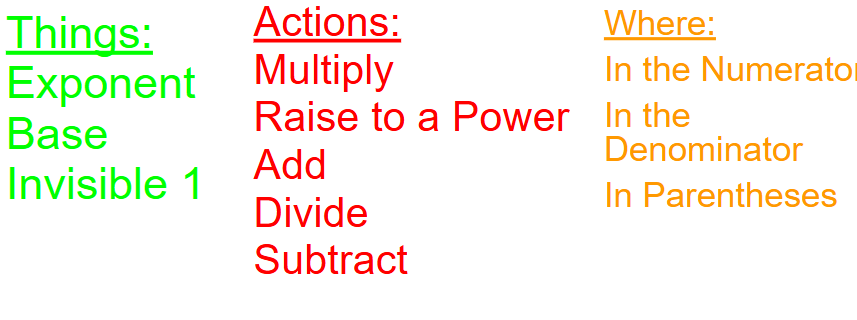 Things:
Exponent
Base
Invisible 1
Actions:
Multiply
Raise to a Power
Add
Divide
Subtract
Where:
In the Numerator
In the
Denominator
In Parentheses